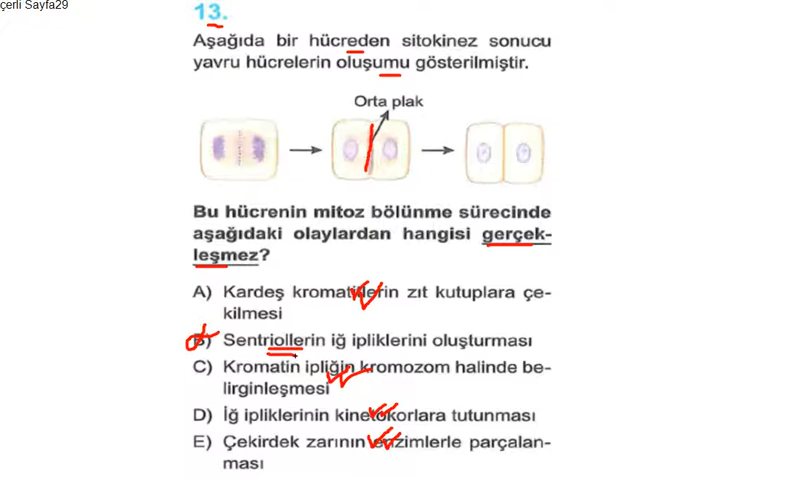 çerli Sayfa29
13.
Aşağıda bir hücreden sitokinez sonucu
yavru hücrelerin oluşumu gösterilmiştir.
Orta plak
Bu hücrenin mitoz bölünme sürecinde
aşağıdaki olaylardan hangisi gerçek-
leşmez?
A) Kardeş kromatitlerin zıt kutuplara çe-
kilmesi
B) Sentriollerin iğ ipliklerini oluşturması
C) Kromatin ipliğin kromozom halinde be-
lirginleşmesi
D) İğ ipliklerinin kinetokorlara tutunması
E) Çekirdek zarının enzimlerle parçalan-
ması